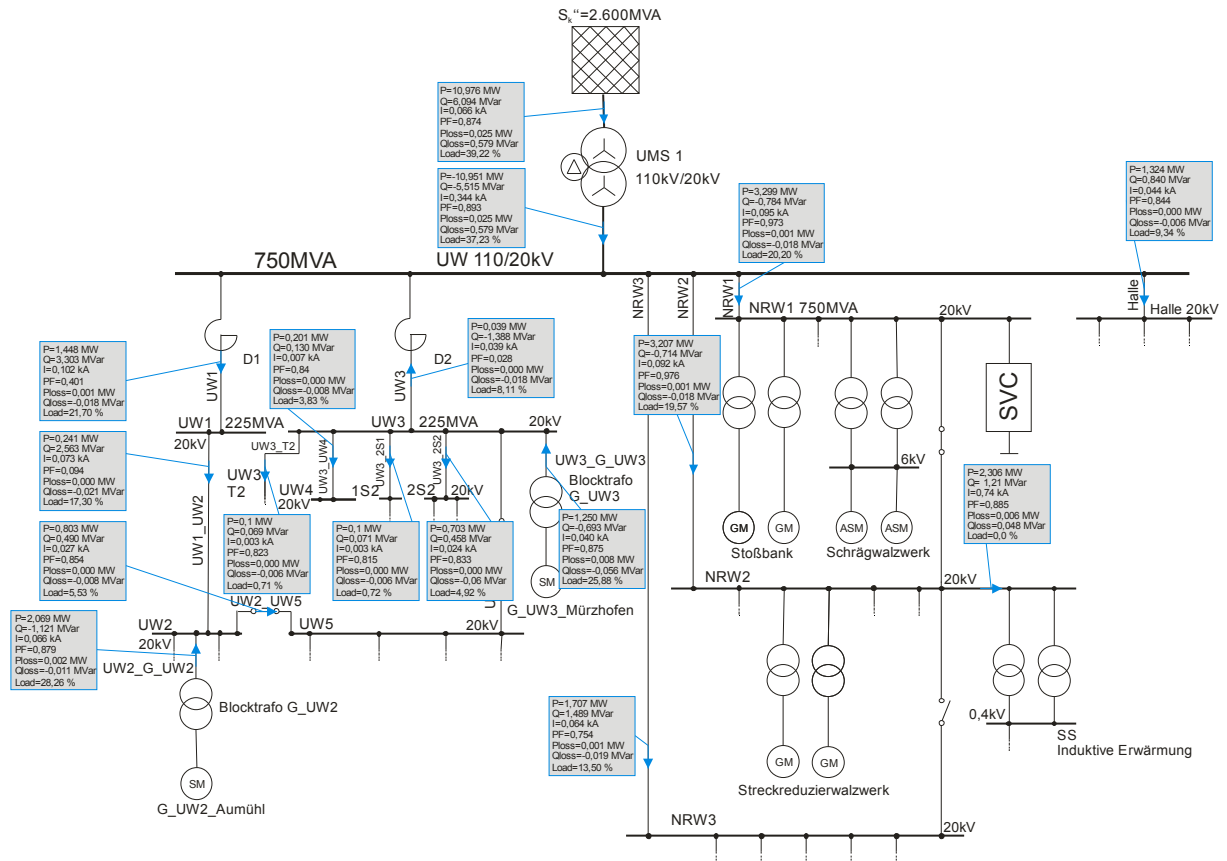 Sk''=2.600MVA
P=10,976 MW
Q=6,094 MVar
I=0,066 kA
PF=0,874
Ploss=0,025 MW
Qloss=0,579 MVar
Load=39,22 %
UMS 1
110kV/20kV
P=-10,951 MW
Q=-5,515 MVar
I=0,344 kA
PF=0,893
Ploss=0,025 MW
Qloss=0,579 MVar
Load=37,23 %
P=3,299 MW
Q=-0,784 MVar
I=0,095 kA
PF=0,973
Ploss=0,001 MW
Qloss=-0,018 MVar
Load=20,20 %
P=1,324 MW
Q=0,840 MVar
I=0,044 kA
PF=0,844
Ploss=0,000 MW
Qloss=-0,006 MVar
Load=9,34 %
750MVA
UW 110/20kV
NRW3
NRW2
NRW1
Halle
NRW1 750MVA
20kV
Halle 20kV
D1
D2
UW1
UW3
P=1,448 MW
Q=3,303 MVar
I=0,102 kA
PF=0,401
Ploss=0,001 MW
Qloss=-0,018 MVar
Load=21,70 %
P=0,201 MW
Q=0,130 MVar
I=0,007 kA
PF=0,84
Ploss=0,000 MW
Qloss=-0,008 MVar
Load=3,83 %
P=0,039 MW
Q=-1,388 MVar
I=0,039 kA
PF=0,028
Ploss=0,000 MW
Qloss=-0,018 MVar
Load=8,11 %
P=3,207 MW
Q=-0,714 MVar
I=0,092 kA
PF=0,976
Ploss=0,001 MW
Qloss=-0,018 MVar
Load=19,57 %
SVC
UW1 225MVA
20kV
UW3 225MVA
20kV
P=0,241 MW
Q=2,563 MVar
I=0,073 kA
PF=0,094
Ploss=0,000 MW
Qloss=-0,021 MVar
Load=17,30 %
UW1_UW2
UW3_T2
UW3
T2
UW3_UW4
UW4
20kV
UW3_2S1
1S2
UW3_2S2
2S2
20kV
UW3_G_UW3
Blocktrafo
G_UW3
6kV
P=0,803 MW
Q=0,490 MVar
I=0,027 kA
PF=0,854
Ploss=0,000 MW
Qloss=-0,008 MVar
Load=5,53 %
P=0,1 MW
Q=0,069 MVar
I=0,003 kA
PF=0,823
Ploss=0,000 MW
Qloss=-0,006 MVar
Load=0,71 %
P=0,1 MW
Q=0,071 MVar
I=0,003 kA
PF=0,815
Ploss=0,000 MW
Qloss=-0,006 MVar
Load=0,72 %
P=0,703 MW
Q=0,458 MVar
I=0,024 kA
PF=0,833
Ploss=0,000 MW
Qloss=-0,06 MVar
Load=4,92 %
P=1,250 MW
Q=-0,693 MVar
I=0,040 kA
PF=0,875
Ploss=0,008 MW
Qloss=-0,056 MVar
Load=25,88 %
P=2,306 MW
Q= 1,21 MVar
I=0,74 kA
PF=0,885
Ploss=0,006 MW
Qloss=0,048 MVar
Load=0,0 %
GM
GM
ASM
ASM
Stoßbank
Schrägwalzwerk
SM
G_UW3_Mürzhofen
NRW2
20kV
UW2_UW5
UW2
20kV
UW5
20kV
P=2,069 MW
Q=-1,121 MVar
I=0,066 kA
PF=0,879
Ploss=0,002 MW
Qloss=-0,011 MVar
Load=28,26 %
UW2_G_UW2
Blocktrafo G_UW2
SM
G_UW2_Aumühl
P=1,707 MW
Q=1,489 MVar
I=0,064 kA
PF=0,754
Ploss=0,001 MW
Qloss=-0,019 MVar
Load=13,50 %
GM
GM
Streckreduzierwalzwerk
0,4kV
SS
Induktive Erwärmung
NRW3
20kV